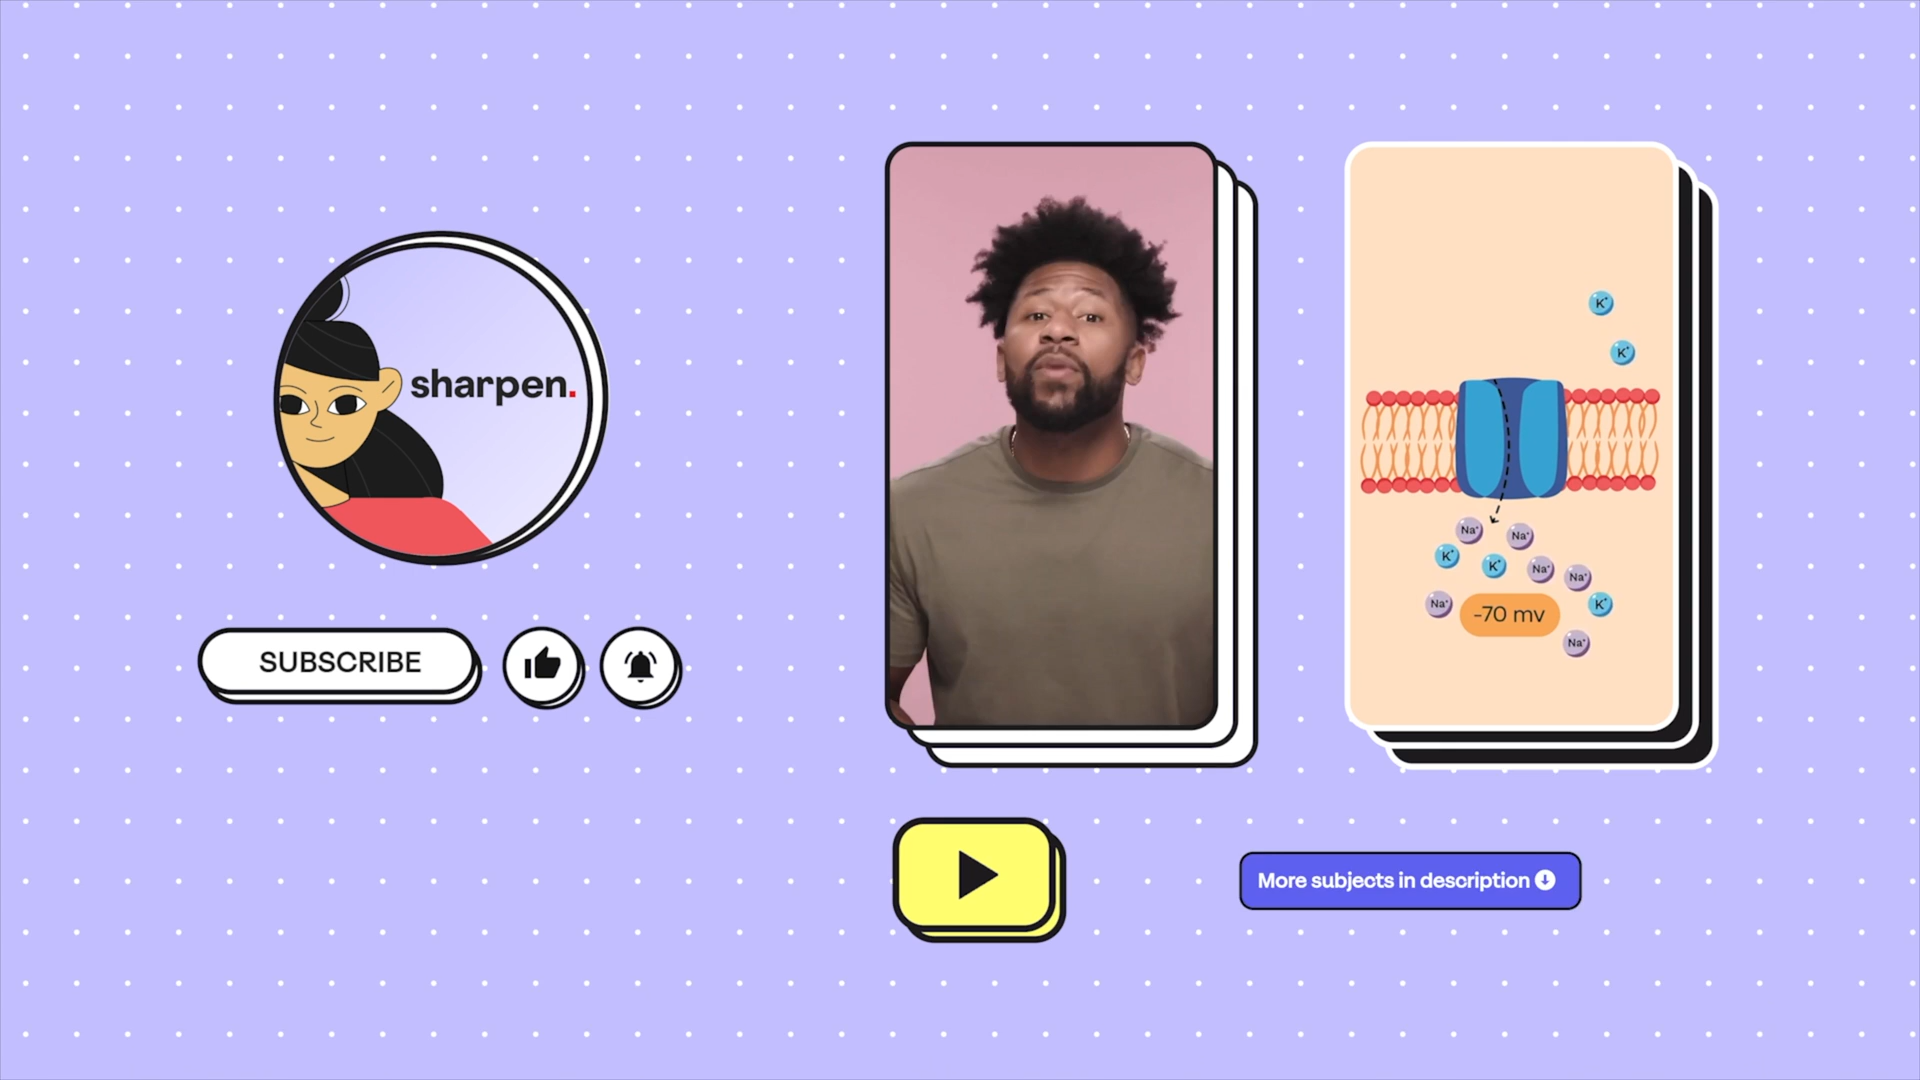 sharpen.
SUBSCRIBE
K⁺
K⁺
Na⁺
Na⁺
K⁺
K⁺
Na⁺
Na⁺
Na⁺
-70 mv
K⁺
Na⁺
More subjects in description